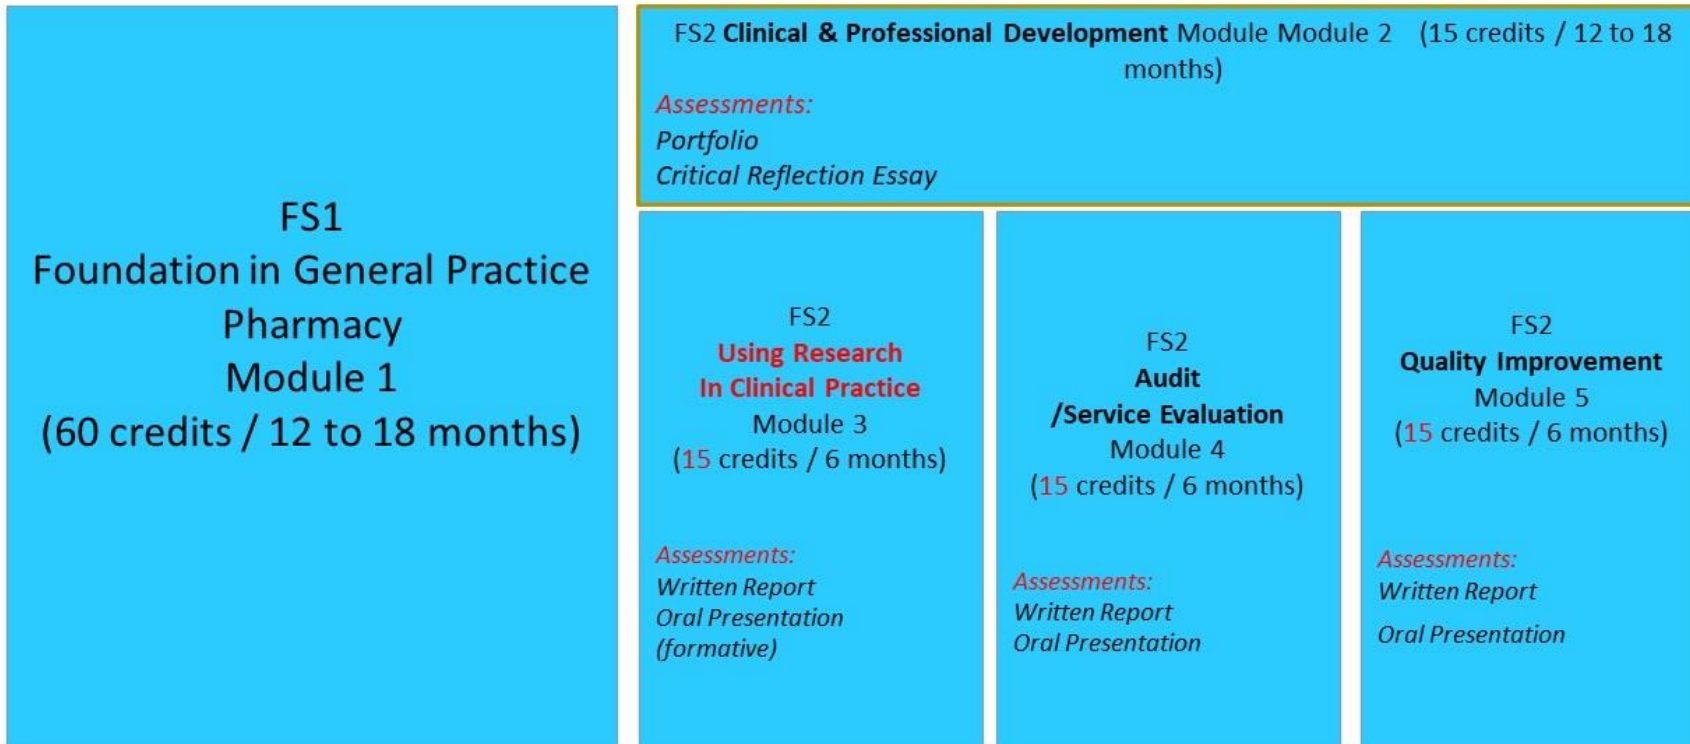 FS1
Foundation in General Practice
Pharmacy
Module 1
(60 credits / 12 to 18 months)
FS2 Clinical & Professional Development Module Module 2 (15 credits / 12 to 18
months)
Assessments:
Portfolio
Critical Reflection Essay
FS2
Using Research
In Clinical Practice
Module 3
(15 credits / 6 months)
Assessments:
Written Report
Oral Presentation
(formative)
FS2
Audit
/Service Evaluation
Module 4
(15 credits / 6 months)
Assessments:
Written Report
Oral Presentation
FS2
Quality Improvement
Module 5
(15 credits / 6 months)
Assessments:
Written Report
Oral Presentation